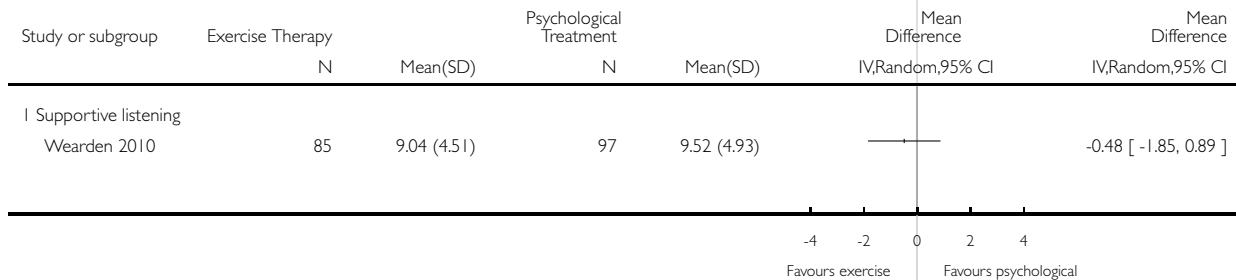 Study or subgroup Exercise Therapy Psychological Treatment Mean Difference Mean Difference
N Mean(SD) N Mean(SD) IV,Random,95% CI IV,Random,95% CI
1 Supportive listening
Wearden 2010 85 9.04 (4.51) 97 9.52 (4.93) -0.48 [ -1.85, 0.89 ]
-4 -2 0 2 4
Favours exercise Favours psychological